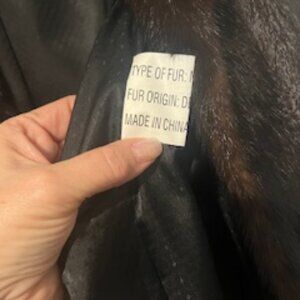 TYPE OF FUR: M
FUR ORIGIN: D
MADE IN CHINA